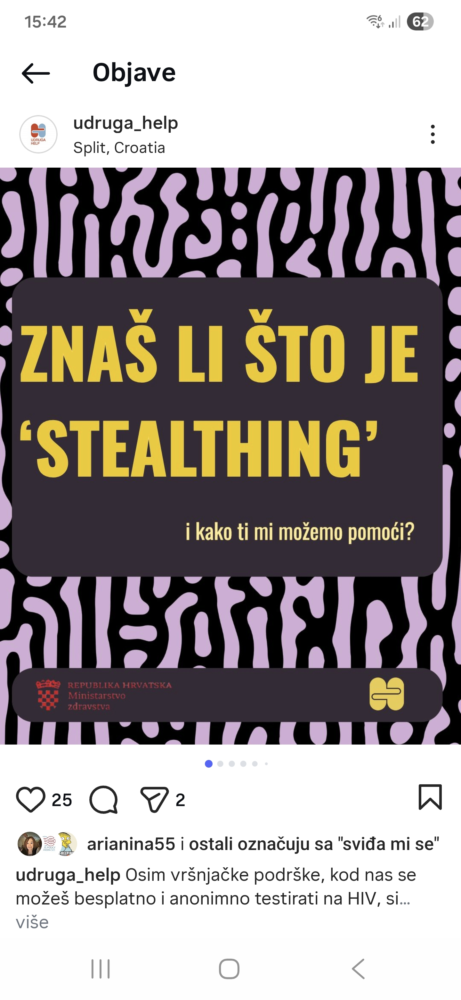 15:42
6
62
Objave
udruga_help
UDRUGA
HELP
Split, Croatia
ZNAŠ LI ŠTO JE
‘STEALTHING’
i kako ti mi možemo pomoći?
REPUBLIKA HRVATSKA
Ministarstvo
zdravstva
25
2
arianina55 i ostali označuju sa "sviđa mi se"
udruga_help Osim vršnjačke podrške, kod nas se
možeš besplatno i anonimno testirati na HIV, si...
više